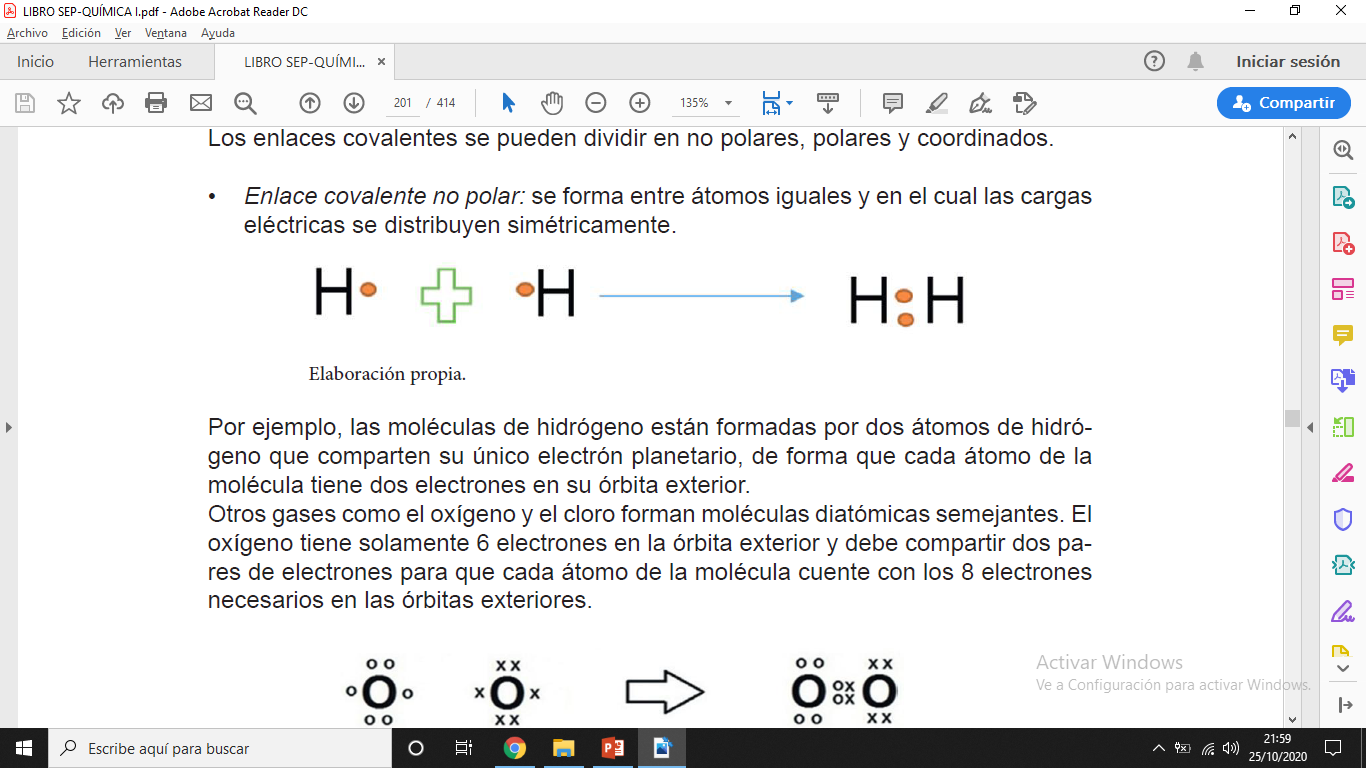 LIBRO SEP-QUÍMICA I.pdf - Adobe Acrobat Reader DC
Archivo Edición Ver Ventana Ayuda
Inicio Herramientas LIBRO SEP-QUÍMI... × Iniciar sesión
201 / 414 135% Compartir
Los enlaces covalentes se pueden dividir en no polares, polares y coordinados.
• Enlace covalente no polar: se forma entre átomos iguales y en el cual las cargas
eléctricas se distribuyen simétricamente.
H H H H
Elaboración propia.
Por ejemplo, las moléculas de hidrógeno están formadas por dos átomos de hidró-
geno que comparten su único electrón planetario, de forma que cada átomo de la
molécula tiene dos electrones en su órbita exterior.
Otros gases como el oxígeno y el cloro forman moléculas diatómicas semejantes. El
oxígeno tiene solamente 6 electrones en la órbita exterior y debe compartir dos pa-
res de electrones para que cada átomo de la molécula cuente con los 8 electrones
necesarios en las órbitas exteriores.
o o x x o o x x
o O o x O x O ox O
ox
o o x x o o x x
Activar Windows
Ve a Configuración para activar Windows.
Escribe aquí para buscar
21:59
25/10/2020